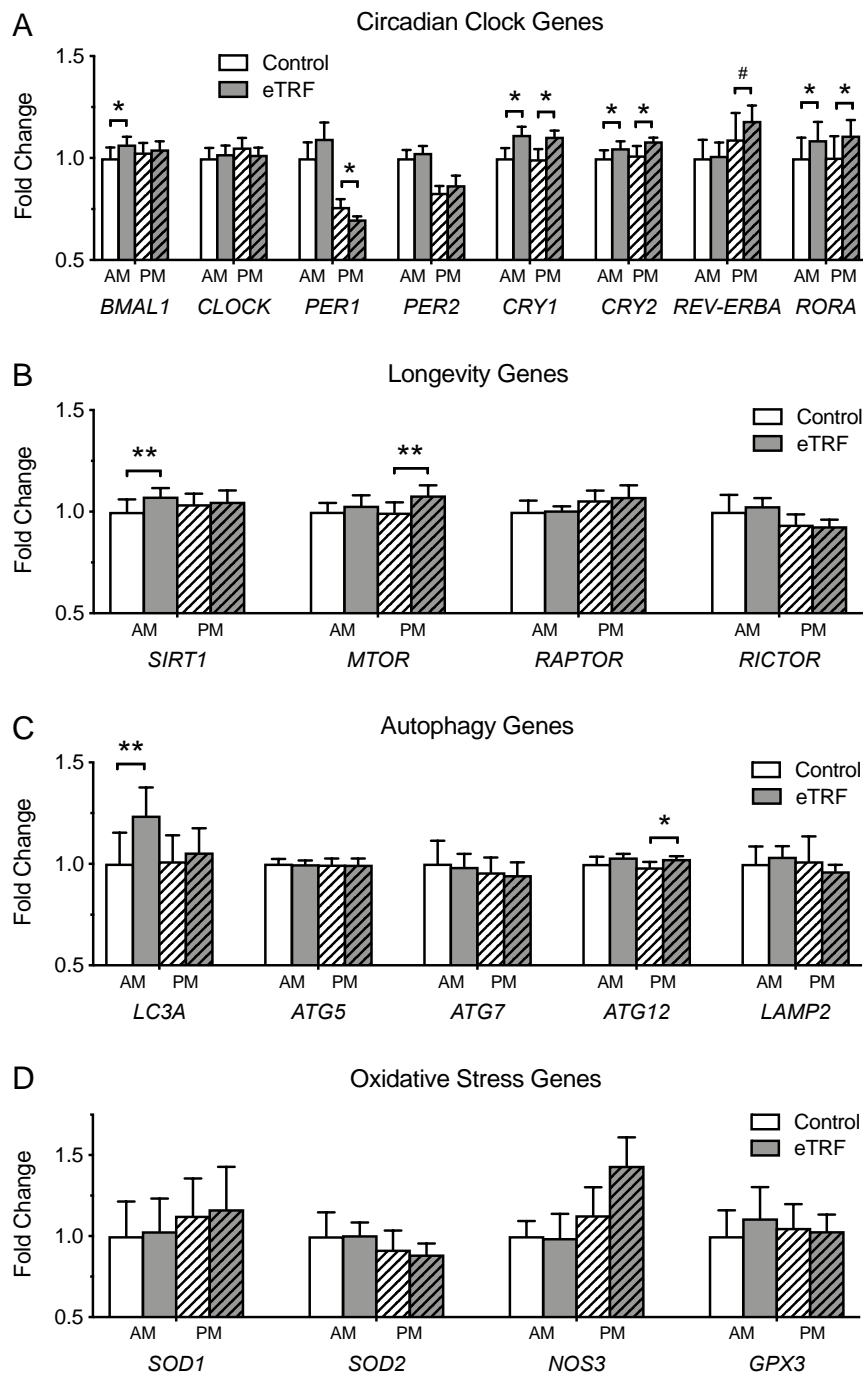 A
Circadian Clock Genes
Control
eTRF
Fold Change
1.5
1.0
0.5
* * * * * # * *
*
AM PM AM PM AM PM AM PM AM PM AM PM AM PM AM PM
BMAL1 CLOCK PER1 PER2 CRY1 CRY2 REV-ERBA RORA
B
Longevity Genes
Control
eTRF
Fold Change
1.5
1.0
0.5
** **
AM PM AM PM AM PM AM PM
SIRT1 MTOR RAPTOR RICTOR
C
Autophagy Genes
Control
eTRF
Fold Change
1.5
1.0
0.5
** *
AM PM AM PM AM PM AM PM AM PM
LC3A ATG5 ATG7 ATG12 LAMP2
D
Oxidative Stress Genes
Control
eTRF
Fold Change
1.5
1.0
0.5
AM PM AM PM AM PM AM PM
SOD1 SOD2 NOS3 GPX3